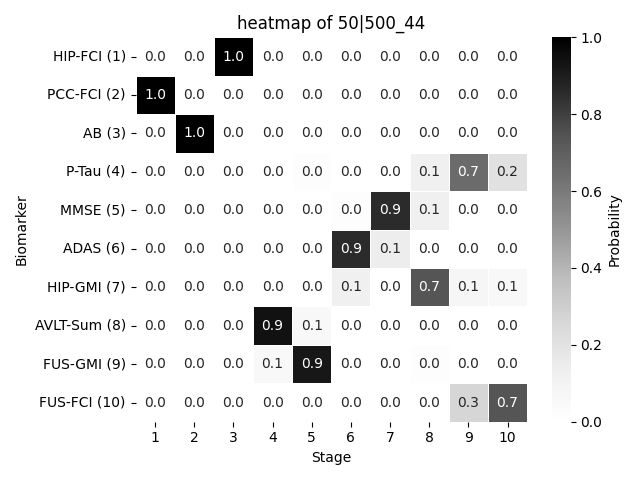 heatmap of 50|500_44
HIP-FCI (1) 0.0 0.0 1.0 0.0 0.0 0.0 0.0 0.0 0.0 0.0
PCC-FCI (2) 1.0 0.0 0.0 0.0 0.0 0.0 0.0 0.0 0.0 0.0
AB (3) 0.0 1.0 0.0 0.0 0.0 0.0 0.0 0.0 0.0 0.0
P-Tau (4) 0.0 0.0 0.0 0.0 0.0 0.0 0.0 0.1 0.7 0.2
MMSE (5) 0.0 0.0 0.0 0.0 0.0 0.0 0.9 0.1 0.0 0.0
ADAS (6) 0.0 0.0 0.0 0.0 0.0 0.9 0.1 0.0 0.0 0.0
HIP-GMI (7) 0.0 0.0 0.0 0.0 0.0 0.1 0.0 0.7 0.1 0.1
AVLT-Sum (8) 0.0 0.0 0.0 0.9 0.1 0.0 0.0 0.0 0.0 0.0
FUS-GMI (9) 0.0 0.0 0.0 0.1 0.9 0.0 0.0 0.0 0.0 0.0
FUS-FCI (10) 0.0 0.0 0.0 0.0 0.0 0.0 0.0 0.0 0.3 0.7
1 2 3 4 5 6 7 8 9 10
Stage
Biomarker
1.0
0.8
0.6
0.4
0.2
0.0
Probability